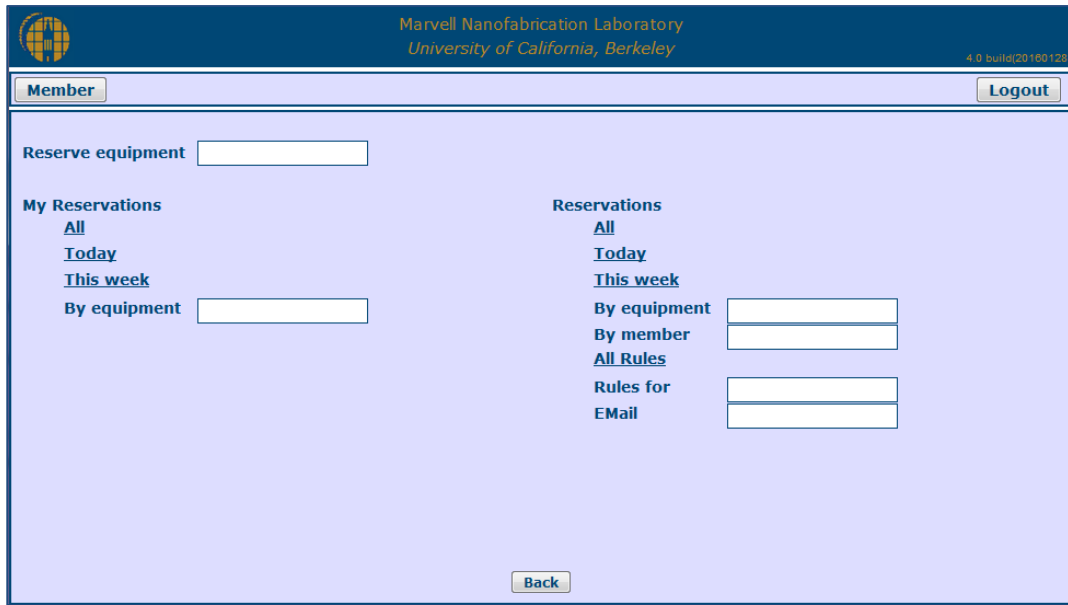 Marvell Nanofabrication Laboratory
University of California, Berkeley
4.0 build(20160128
Member
Logout
Reserve equipment
My Reservations
All
Today
This week
By equipment
Reservations
All
Today
This week
By equipment
By member
All Rules
Rules for
EMail
Back